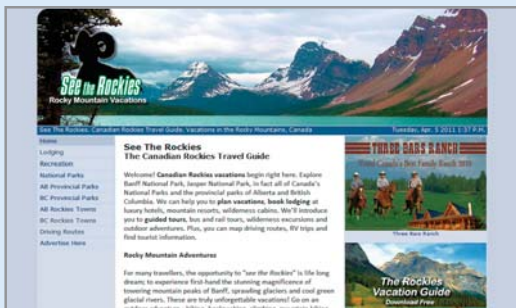 See the Rockies
Rocky Mountain Vacations
See The Rockies. Canadian Rockies Travel Guide. Vacations in the Rocky Mountains, Canada
Tuesday, Apr. 5 2011 1:37 P.M.
Home
Lodging
Recreation
National Parks
AB Provincial Parks
BC Provincial Parks
AB Rockies Towns
BC Rockies Towns
Driving Routes
Advertise Here
See The Rockies
The Canadian Rockies Travel Guide
Welcome! Canadian Rockies vacations begin right here. Explore
Banff National Park, Jasper National Park, in fact all of Canada's
National Parks and the provincial parks of Alberta and British
Columbia. We can help you to plan vacations, book lodging at
luxury hotels, mountain resorts, wilderness cabins. We'll introduce
you to guided tours, bus and rail tours, wilderness excursions and
outdoor adventures. Plus, you can map driving routes, RV trips and
find tourist information.
Rocky Mountain Adventures
For many travellers, the opportunity to "see the Rockies" is life long
dream; to experience first-hand the stunning magnificence of
towering mountain peaks of Banff, sprawling glaciers and cool green
glacial rivers. These are truly unforgettable vacations! Go on an
THREE BARS RANCH
Voted Canada's Best Family Ranch 2010
Three Bars Ranch
The Rockies
Vacation Guide
Download Free